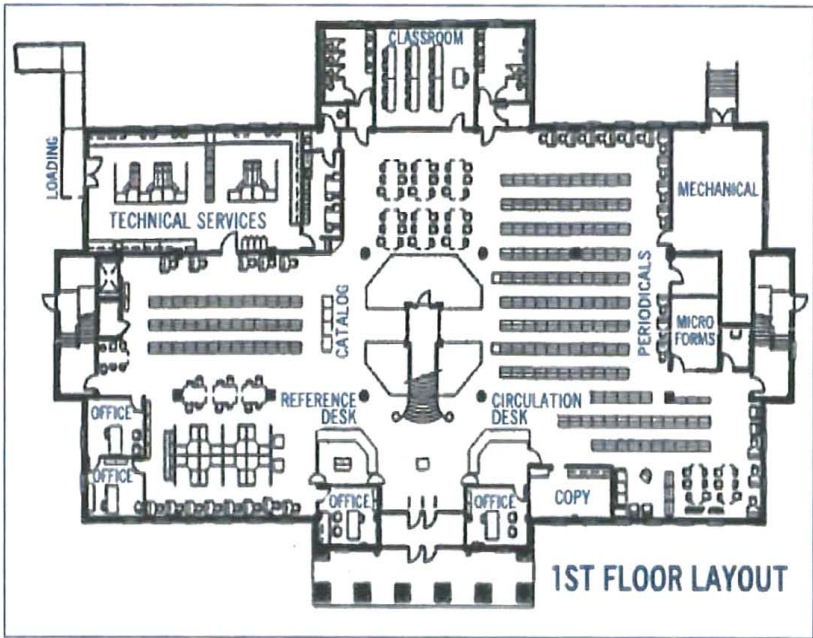 CLASSROOM
LOADING
TECHNICAL SERVICES
MECHANICAL
PERIODICALS
MICRO
FORMS
CATALOG
REFERENCE
DESK
CIRCULATION
DESK
OFFICE
OFFICE
OFFICE
OFFICE
COPY
1ST FLOOR LAYOUT